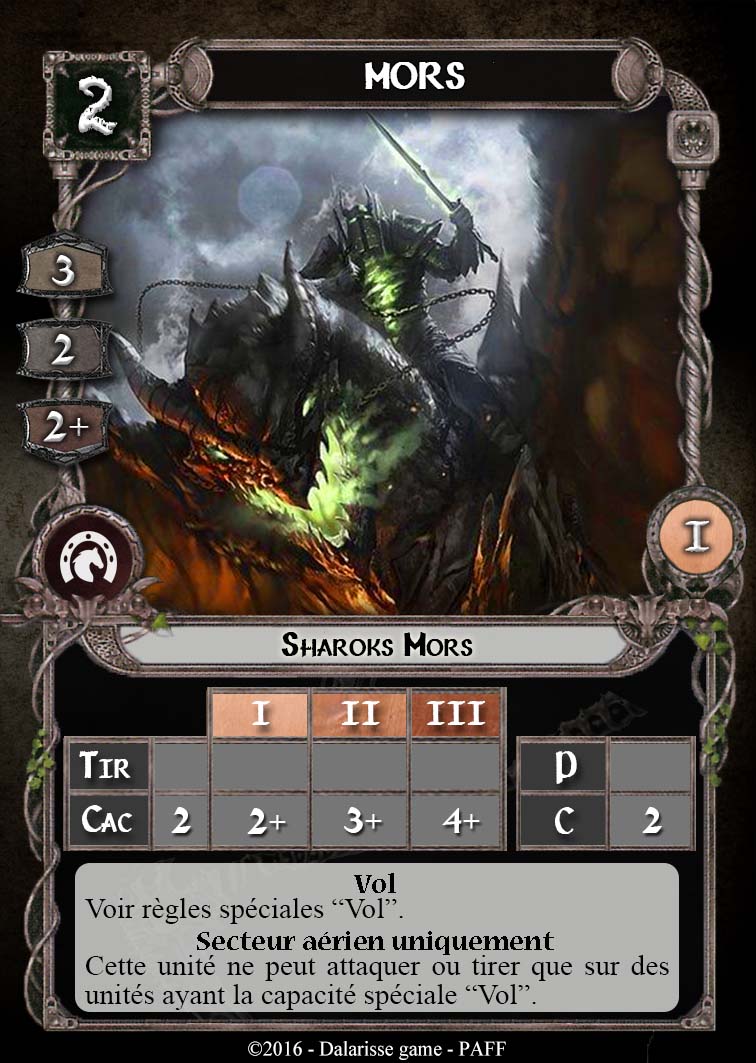 MORS
2
3
2
2+
I
SHAROKS MORS
I II III
TIR P
CAC 2 2+ 3+ 4+ C 2
Vol
Voir règles spéciales “Vol”.
Secteur aérien uniquement
Cette unité ne peut attaquer ou tirer que sur des
unités ayant la capacité spéciale “Vol”.
©2016 - Dalarisse game - PAFF